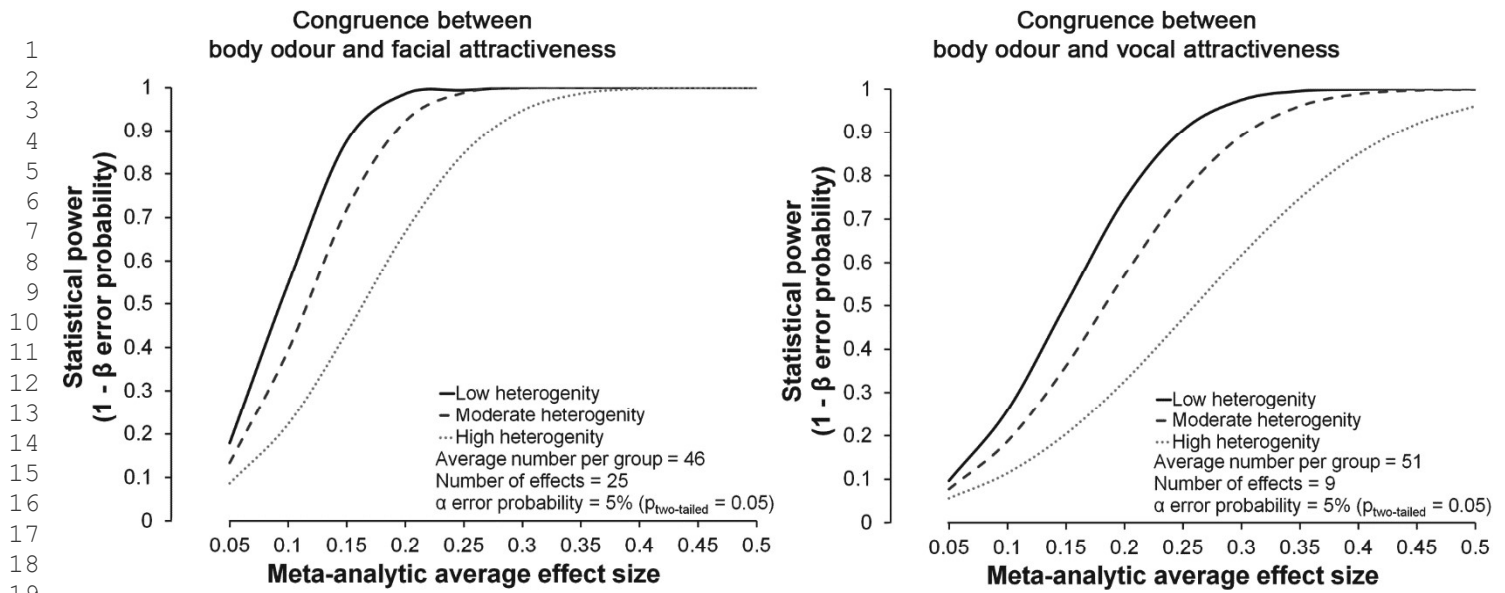 1
2
3
4
5
6
7
8
9
10
11
12
13
14
15
16
17
18
19
Congruence between
body odour and facial attractiveness
Statistical power
(1 - β error probability)
1
0.9
0.8
0.7
0.6
0.5
0.4
0.3
0.2
0.1
0
Low heterogenity
Moderate heterogenity
High heterogenity
Average number per group = 46
Number of effects = 25
α error probability = 5% (p two-tailed = 0.05)
0.05 0.1 0.15 0.2 0.25 0.3 0.35 0.4 0.45 0.5
Meta-analytic average effect size
Congruence between
body odour and vocal attractiveness
Statistical power
(1 - β error probability)
1
0.9
0.8
0.7
0.6
0.5
0.4
0.3
0.2
0.1
0
Low heterogenity
Moderate heterogenity
High heterogenity
Average number per group = 51
Number of effects = 9
α error probability = 5% (p two-tailed = 0.05)
0.05 0.1 0.15 0.2 0.25 0.3 0.35 0.4 0.45 0.5
Meta-analytic average effect size